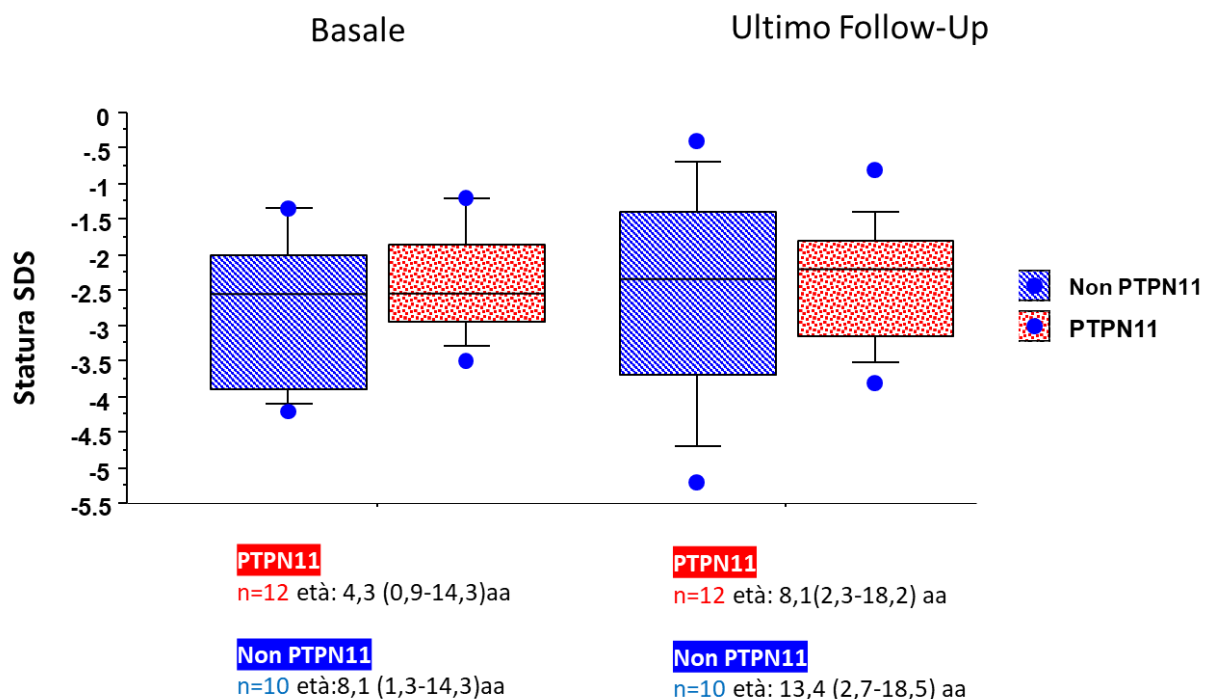 Basale
Ultimo Follow-Up
Statura SDS
0
-.5
-1
-1.5
-2
-2.5
-3
-3.5
-4
-4.5
-5
-5.5
Non PTPN11
PTPN11
PTPN11
n=12 età: 4,3 (0,9-14,3)aa
Non PTPN11
n=10 età:8,1 (1,3-14,3)aa
PTPN11
n=12 età: 8,1(2,3-18,2) aa
Non PTPN11
n=10 età: 13,4 (2,7-18,5) aa